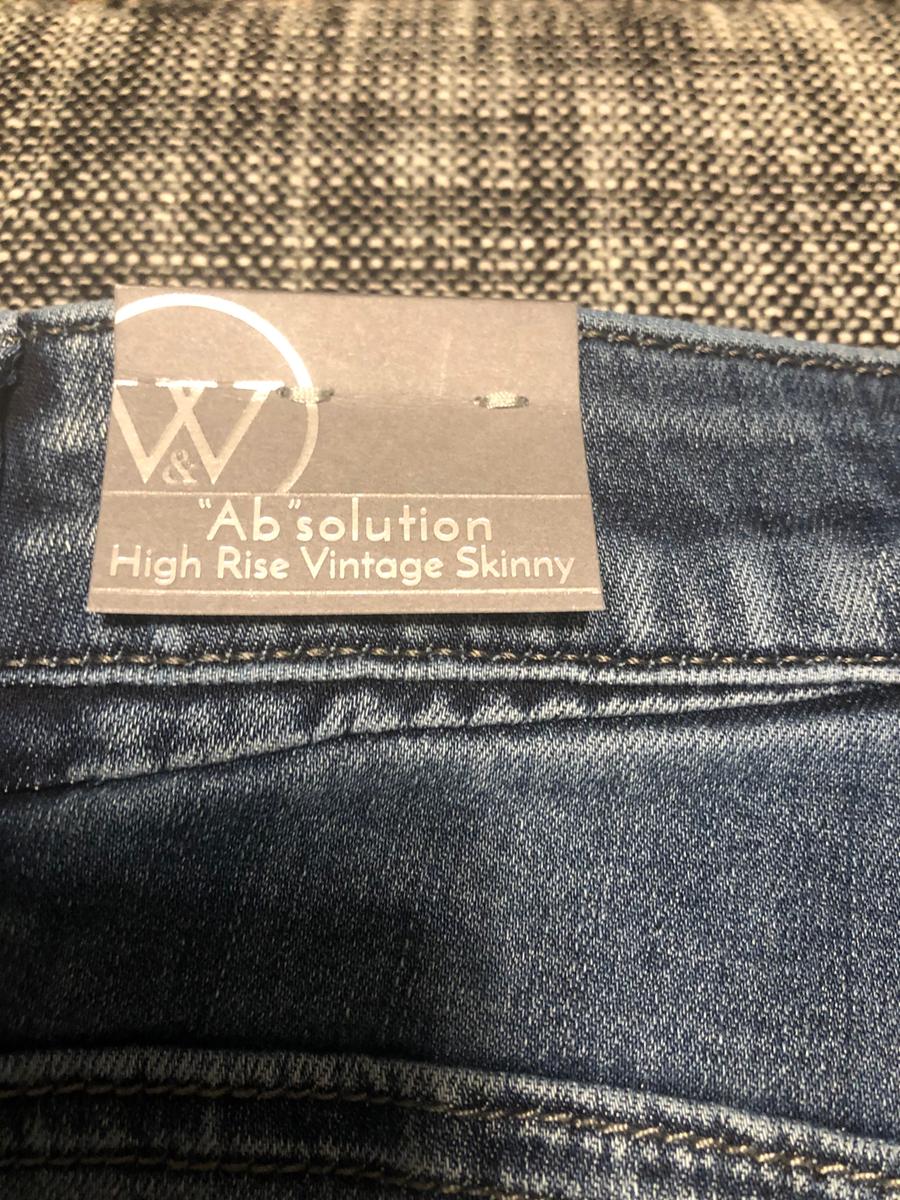 W&
"Ab"solution
High Rise Vintage Skinny